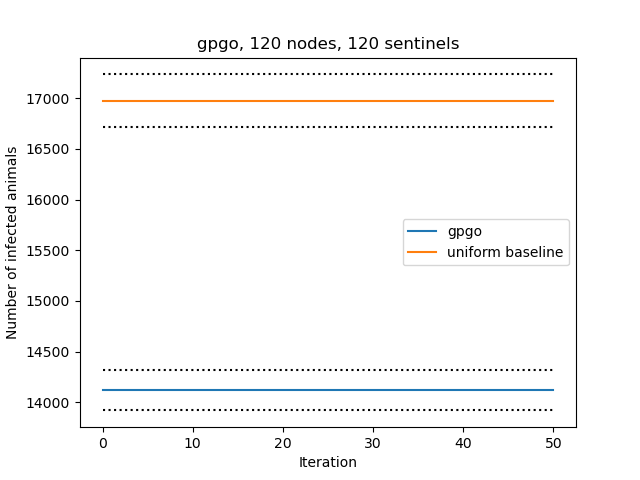 gpgo, 120 nodes, 120 sentinels
Number of infected animals
17000
16500
16000
15500
15000
14500
14000
gpgo
uniform baseline
0 10 20 30 40 50
Iteration